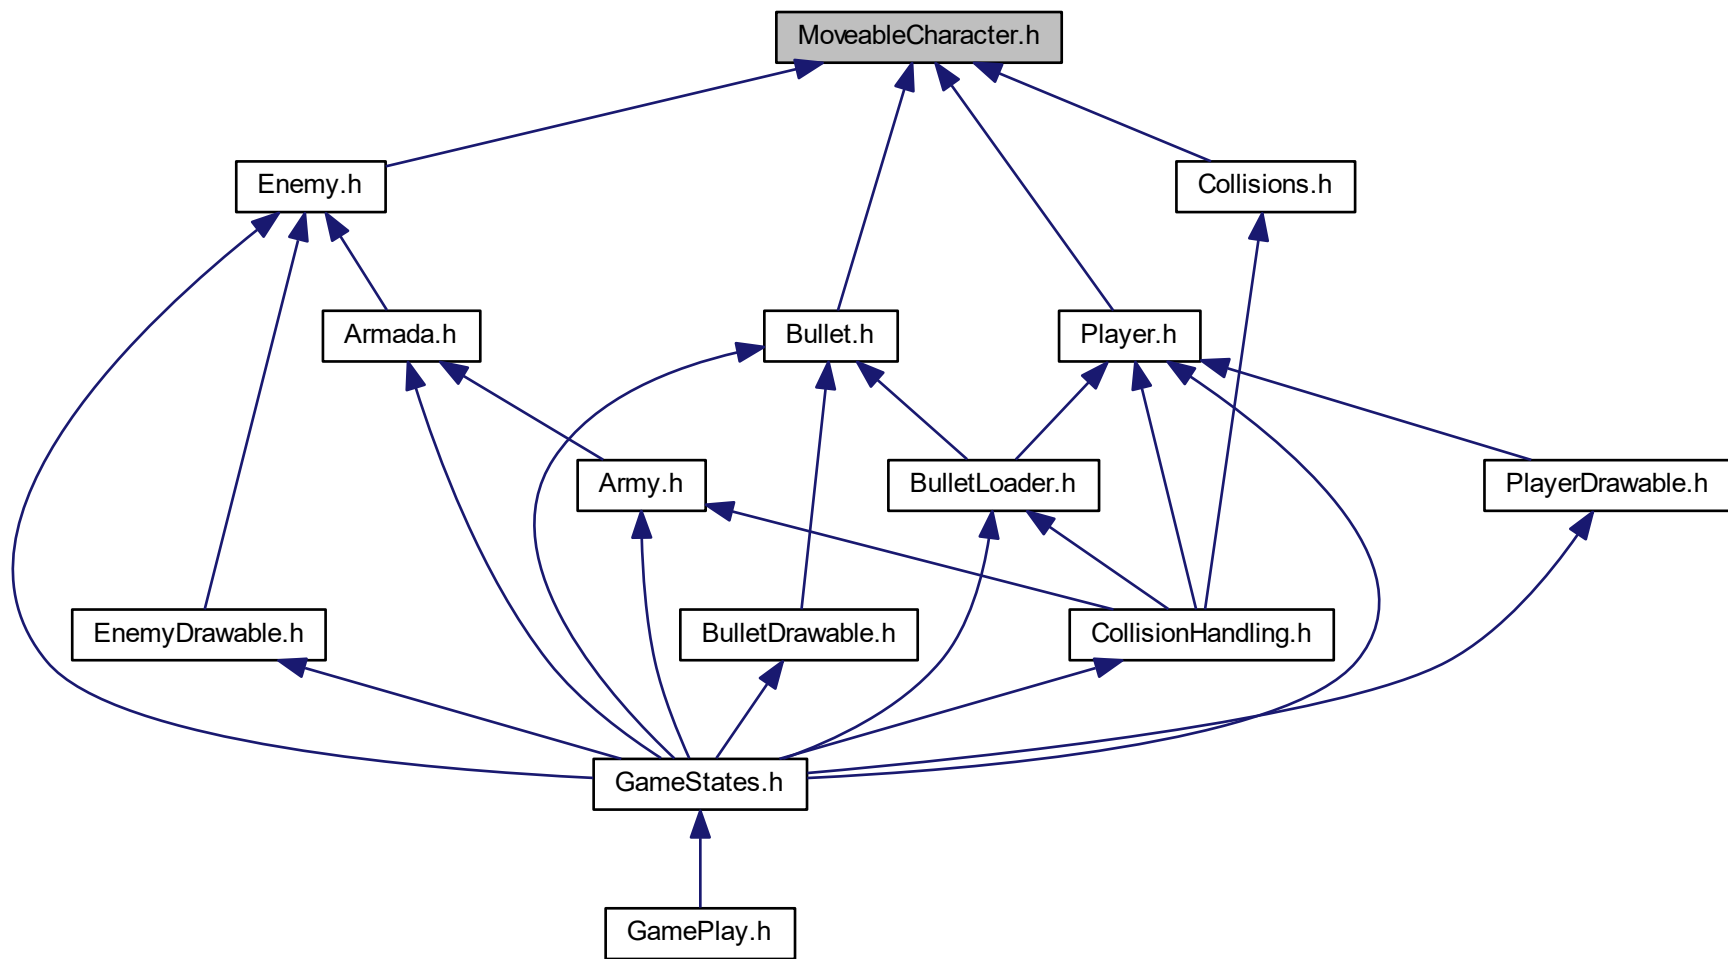 MoveableCharacter.h
Enemy.h
Collisions.h
Armada.h
Bullet.h
Player.h
Army.h
BulletLoader.h
PlayerDrawable.h
EnemyDrawable.h
BulletDrawable.h
CollisionHandling.h
GameStates.h
GamePlay.h